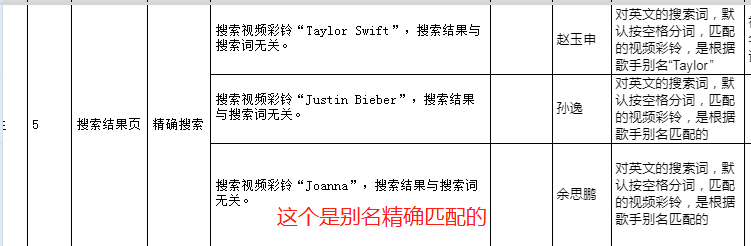 搜索视频彩铃“Taylor Swift”，搜索结果与
搜索词无关。
赵玉申
对英文的搜索词，默
认按空格分词，匹配
的视频彩铃，是根据
歌手别名“Taylor”
5
搜索结果页
精确搜索
搜索视频彩铃“Justin Bieber”，搜索结果
与搜索词无关。
孙逸
对英文的搜索词，默
认按空格分词，匹配
的视频彩铃，是根据
歌手别名匹配的
搜索视频彩铃“Joanna”，搜索结果与搜索词
无关。
这个是别名精确匹配的
余思鹏
对英文的搜索词，默
认按空格分词，匹配
的视频彩铃，是根据
歌手别名匹配的